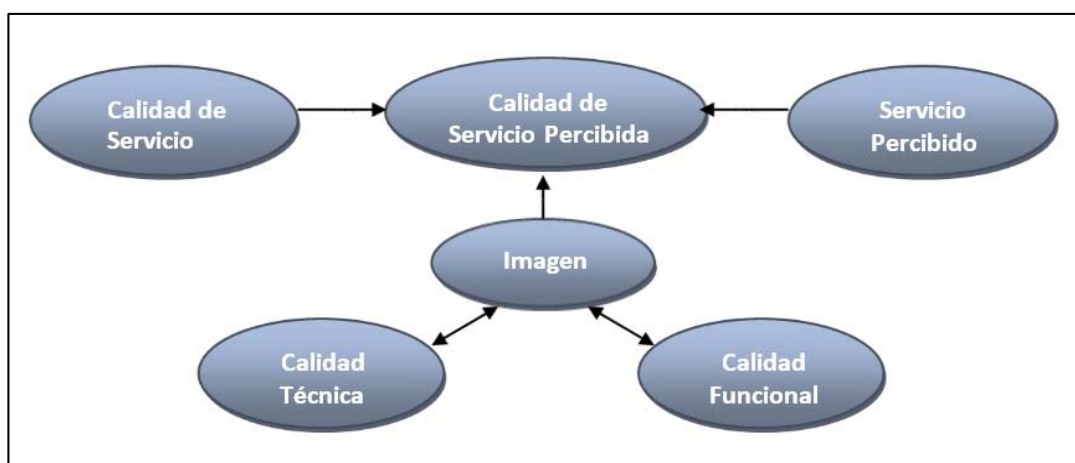 Calidad de
Servicio
Calidad de
Servicio Percibida
Servicio
Percibido
Imagen
Calidad
Técnica
Calidad
Funcional